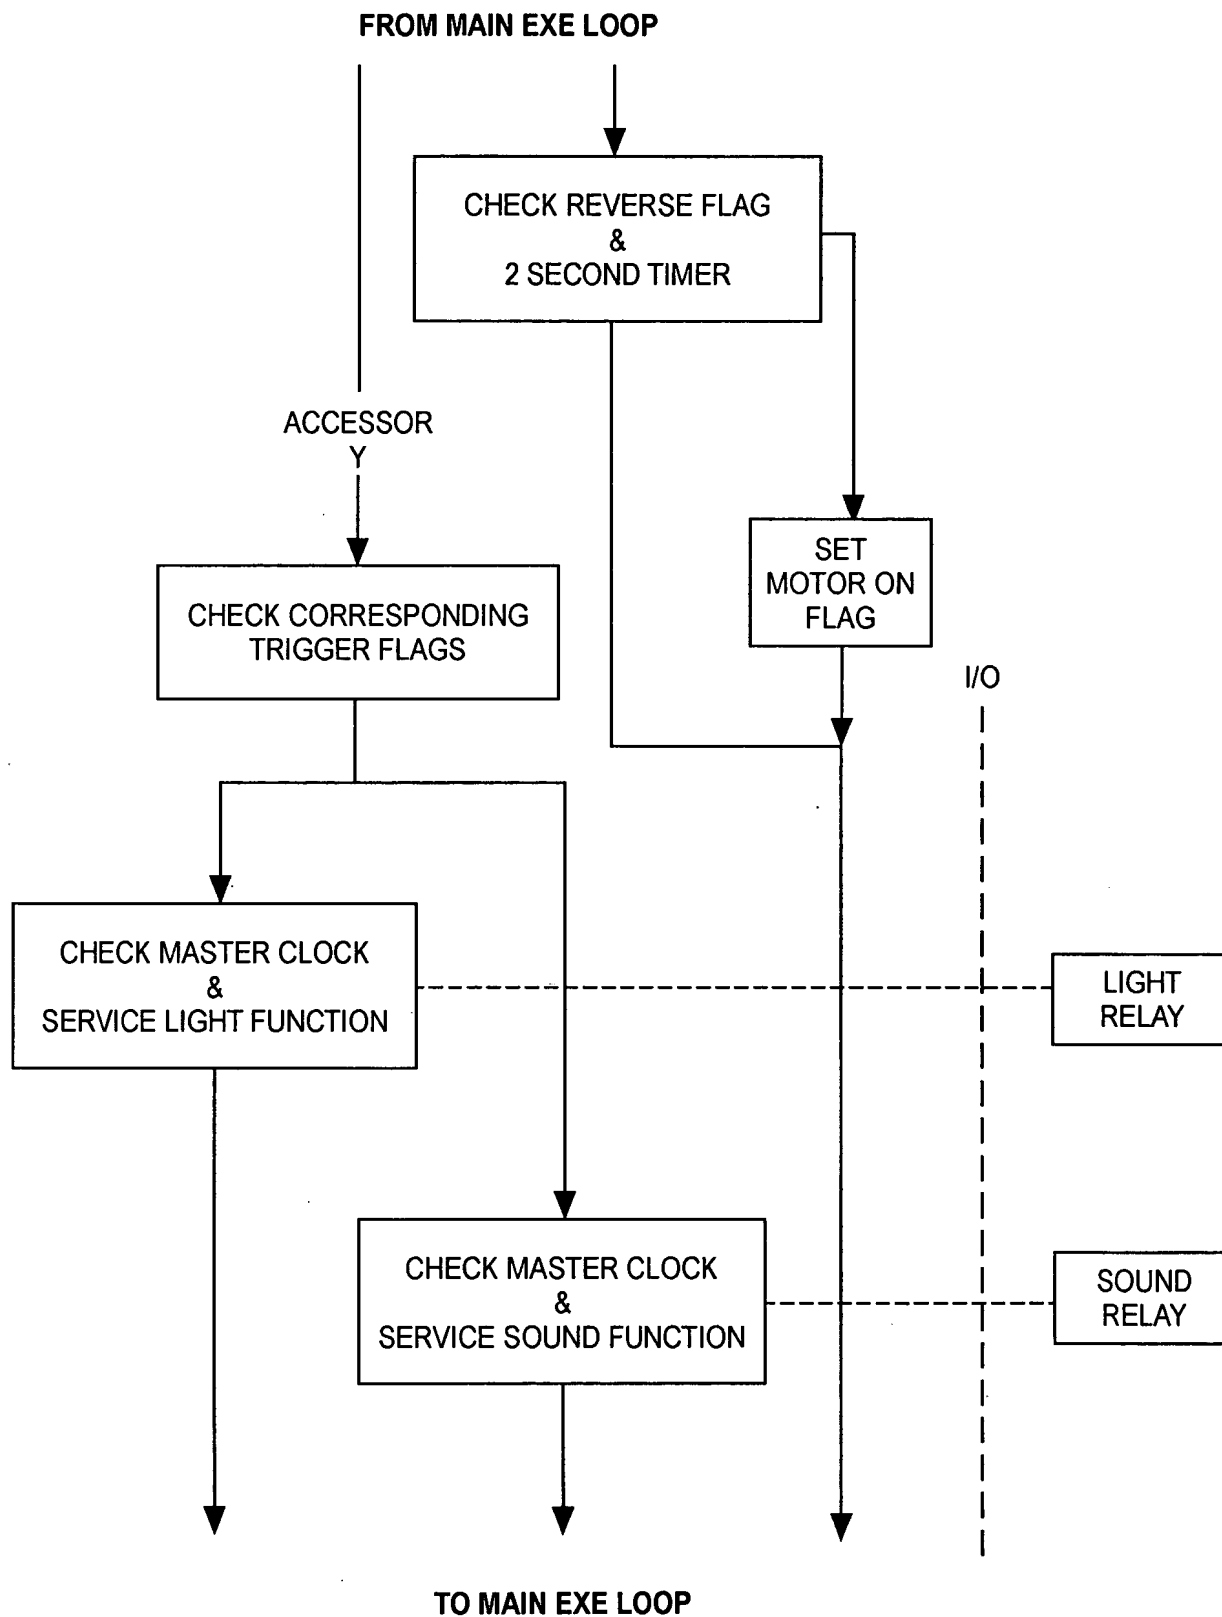 FROM MAIN EXE LOOP
CHECK REVERSE FLAG
&
2 SECOND TIMER
ACCESSOR
Y
SET
MOTOR ON
FLAG
CHECK CORRESPONDING
TRIGGER FLAGS
I/O
CHECK MASTER CLOCK
&
SERVICE LIGHT FUNCTION
LIGHT
RELAY
CHECK MASTER CLOCK
&
SERVICE SOUND FUNCTION
SOUND
RELAY
TO MAIN EXE LOOP